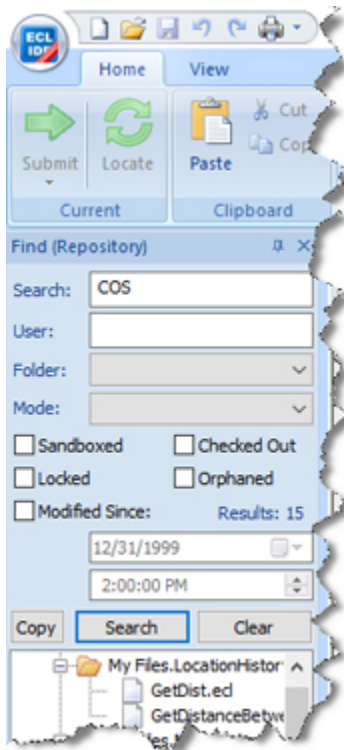 ECL
IDE
Home View
Submit Locate Paste Cut
Current Clipboard
Find (Repository)
Search: COS
User:
Folder:
Mode:
Sandboxed Checked Out
Locked Orphaned
Modified Since: Results: 15
12/31/1999
2:00:00 PM
Copy Search Clear
My Files.LocationHistor
GetDist.ecl
GetDistanceBetwe